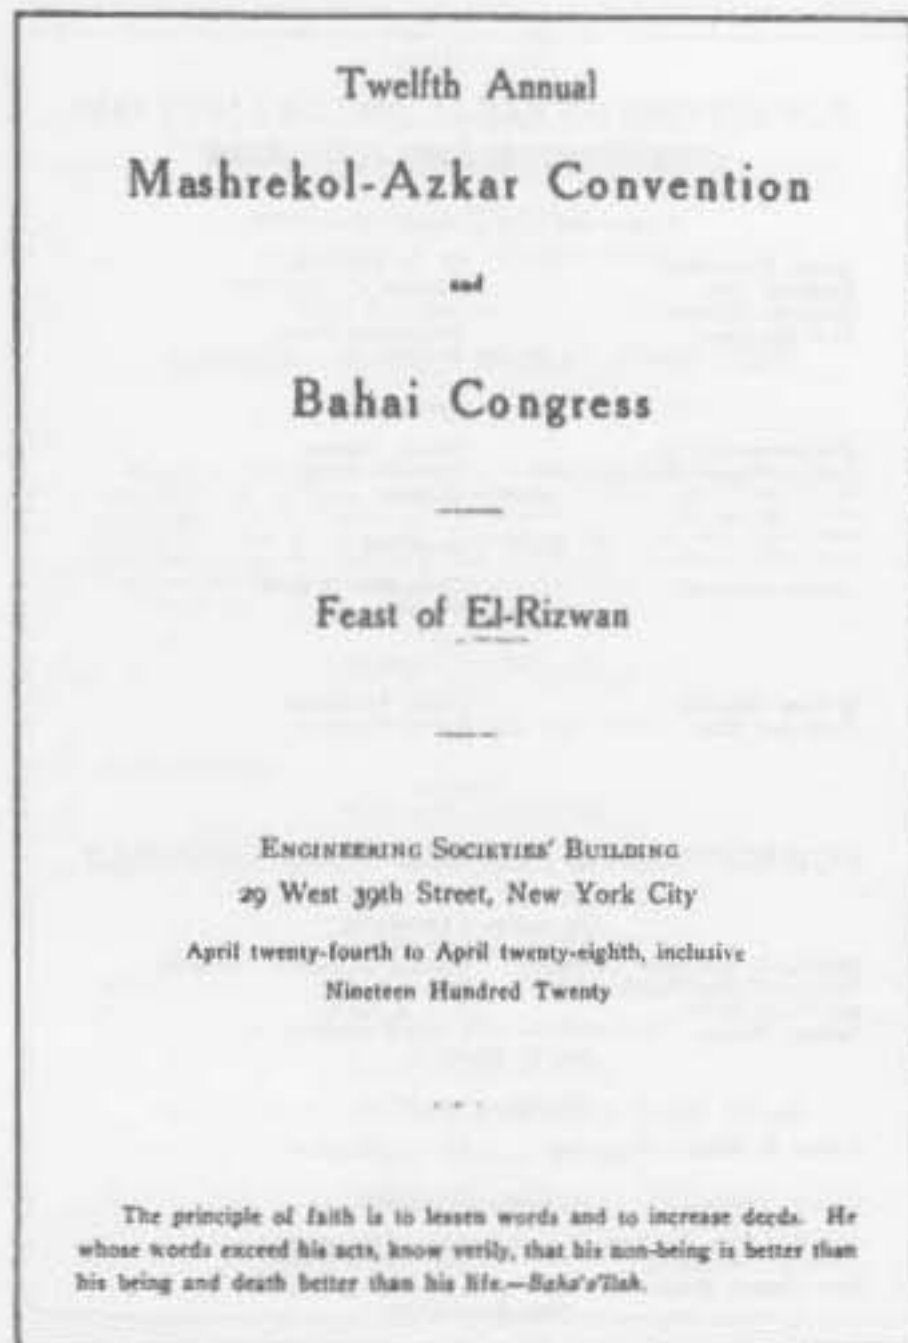 Twelfth Annual
Mashrekol-Azkar Convention
and
Bahai Congress
Feast of El-Rizwan
ENGINEERING SOCIETIES' BUILDING
29 West 39th Street, New York City
April twenty-fourth to April twenty-eighth, inclusive
Nineteen Hundred Twenty
The principle of faith is to lessen words and to increase deeds. He
whose words exceed his acts, know verily, that his non-being is better than
his being and death better than his life.—Baha'o'llah.